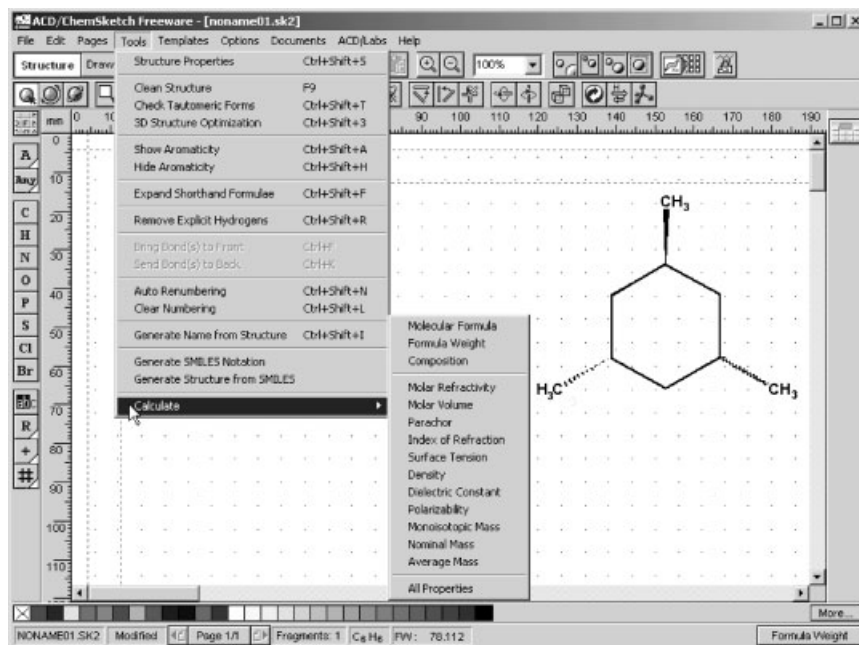 ACD/ChemSketch Freeware - [noname01.sk2]
File Edit Pages Tools Templates Options Documents ACD/Labs Help
Structure Draw 100%
Structure Properties Ctrl+Shift+S
Clean Structure F9
Check Tautomeric Forms Ctrl+Shift+T
3D Structure Optimization Ctrl+Shift+3
Show Aromaticity Ctrl+Shift+A
Hide Aromaticity Ctrl+Shift+H
Expand Shorthand Formulae Ctrl+Shift+F
Remove Explicit Hydrogens Ctrl+Shift+R
Bring Bond(s) to Front Ctrl+F
Send Bond(s) to Back Ctrl+K
Auto Renumbering Ctrl+Shift+N
Clear Numbering Ctrl+Shift+L
Generate Name from Structure Ctrl+Shift+I
Generate SMILES Notation
Generate Structure from SMILES
Calculate
Molecular Formula
Formula Weight
Composition
Molar Refractivity
Molar Volume
Parachor
Index of Refraction
Surface Tension
Density
Dielectric Constant
Polarizability
Monoisotopic Mass
Nominal Mass
Average Mass
All Properties
mm 0 10 90 100 110 120 130 140 150 160 170 180 190
0
10
20
30
40
50
60
70
80
90
100
110
A
Any
C
H
N
O
P
S
Cl
Br
R
+
#
CH3
H3C
CH3
More...
NONAME01.SK2 Modified Page 1/1 Fragments: 1 C6H6 FW: 78.112 Formula Weight